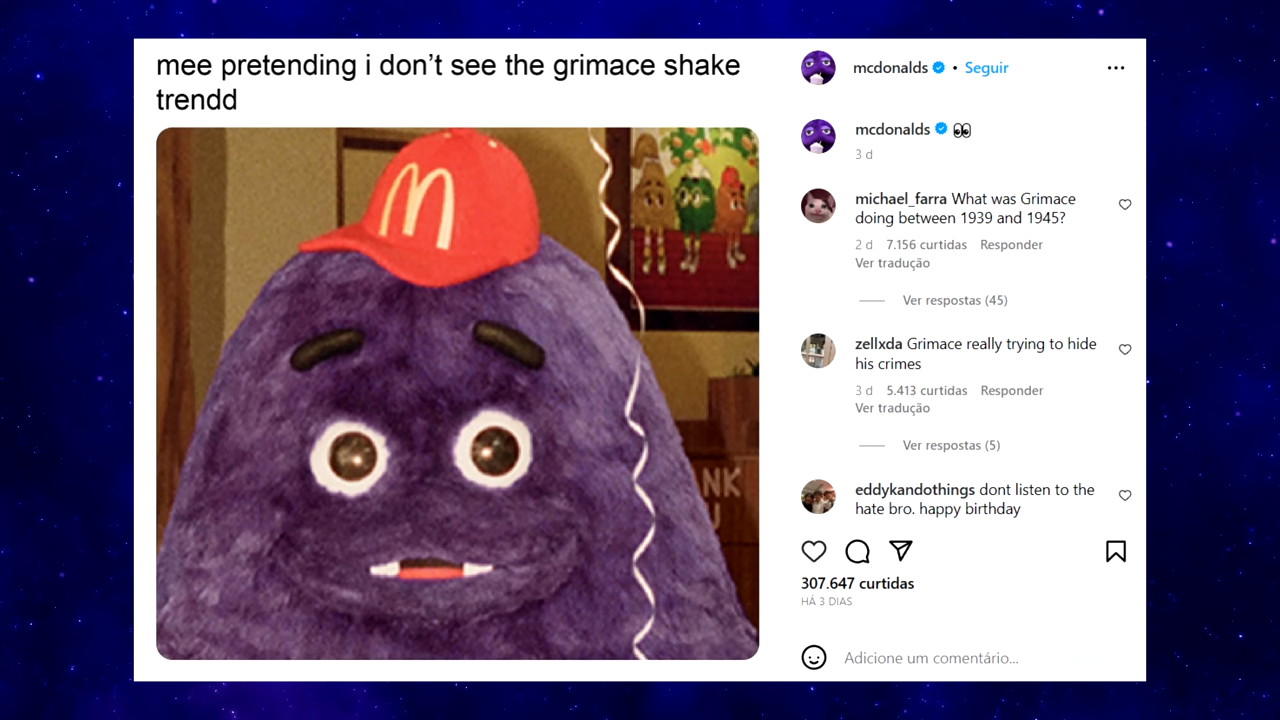 mee pretending i don’t see the grimace shake
trendd
mcdonalds • Seguir
mcdonalds 👀
3 d
michael_farra What was Grimace
doing between 1939 and 1945?
2 d 7.156 curtidas Responder
Ver tradução
Ver respostas (45)
zellxda Grimace really trying to hide
his crimes
3 d 5.413 curtidas Responder
Ver tradução
Ver respostas (5)
eddykandothings dont listen to the
hate bro. happy birthday
307.647 curtidas
HÁ 3 DIAS
Adicione um comentário...